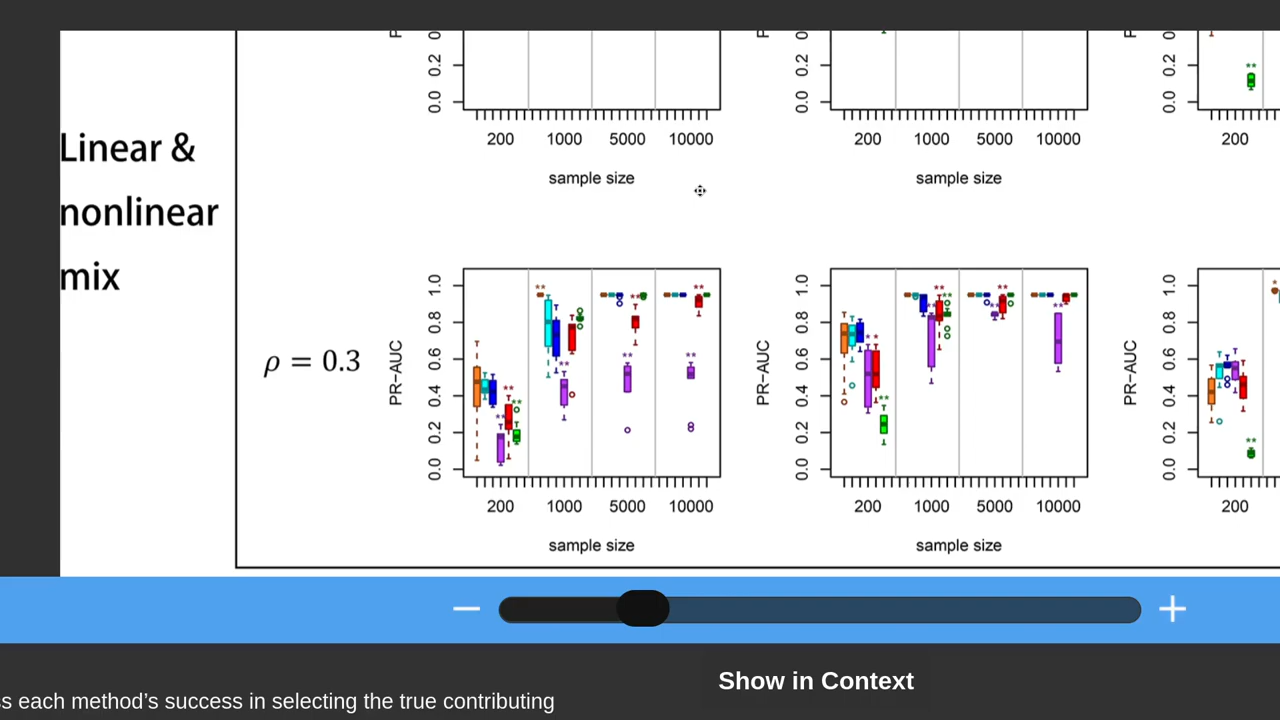 0.2
0.0
200 1000 5000 10000
sample size
0.2
0.0
200 1000 5000 10000
sample size
0.2
0.0
200
Linear &
nonlinear
mix
ρ = 0.3
PR−AUC
1.0
0.8
0.6
0.4
0.2
0.0
200 1000 5000 10000
sample size
PR−AUC
1.0
0.8
0.6
0.4
0.2
0.0
200 1000 5000 10000
sample size
PR−AUC
1.0
0.8
0.6
0.4
0.2
0.0
200
Show in Context
s each method’s success in selecting the true contributing